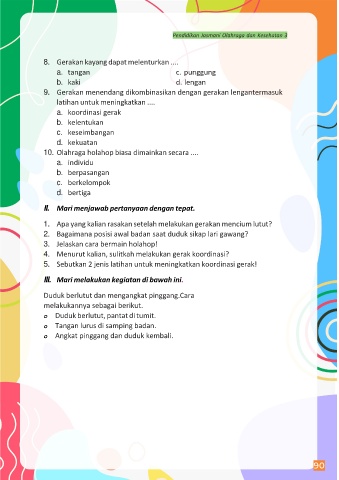 Pendidikan Jasmani Olahraga dan Kesehatan 3
8. Gerakan kayang dapat melenturkan ....
a. tangan c. punggung
b. kaki d. lengan
9. Gerakan menendang dikombinasikan dengan gerakan lengantermasuk
latihan untuk meningkatkan ....
a. koordinasi gerak
b. kelentukan
c. keseimbangan
d. kekuatan
10. Olahraga holahop biasa dimainkan secara ....
a. individu
b. berpasangan
c. berkelompok
d. bertiga
II. Mari menjawab pertanyaan dengan tepat.
1. Apa yang kalian rasakan setelah melakukan gerakan mencium lutut?
2. Bagaimana posisi awal badan saat duduk sikap lari gawang?
3. Jelaskan cara bermain holahop!
4. Menurut kalian, sulitkah melakukan gerak koordinasi?
5. Sebutkan 2 jenis latihan untuk meningkatkan koordinasi gerak!
III. Mari melakukan kegiatan di bawah ini.
Duduk berlutut dan mengangkat pinggang.Cara
melakukannya sebagai berikut.
o Duduk berlutut, pantat di tumit.
o Tangan lurus di samping badan.
o Angkat pinggang dan duduk kembali.
90